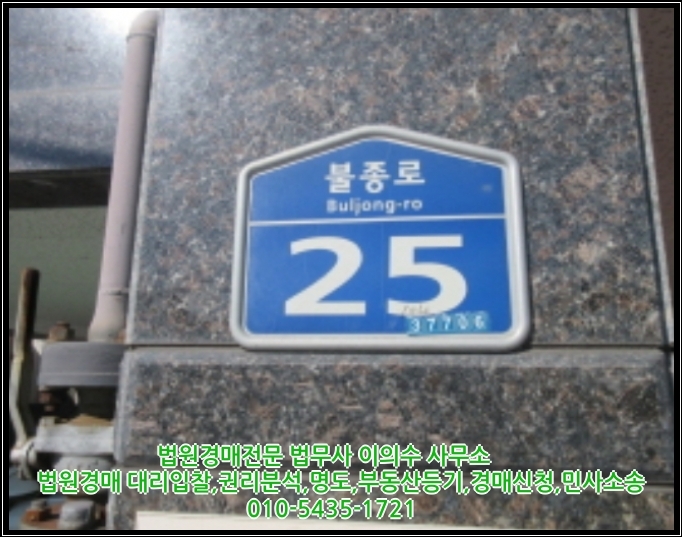 불종로
Buljong-ro
25
37706
법원경매전문 법무사 이의수 사무소
법원경매 대리입찰,권리분석,명도,부동산등기,경매신청,민사소송
010-5435-1721